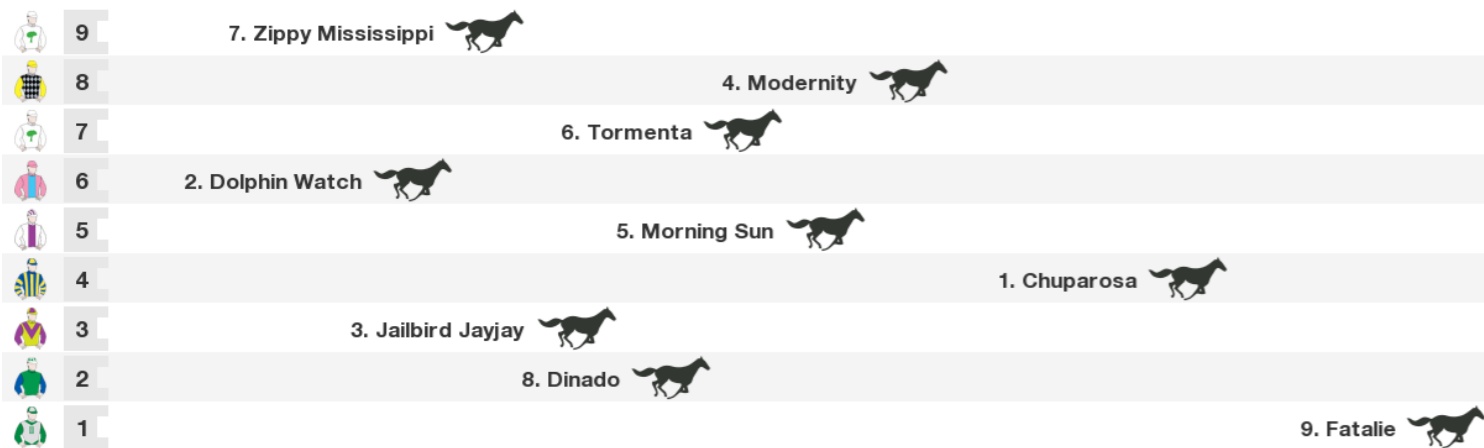 9 7. Zippy Mississippi
8 4. Modernity
7 6. Tormenta
6 2. Dolphin Watch
5 5. Morning Sun
4 1. Chuparosa
3 3. Jailbird Jayjay
2 8. Dinado
1 9. Fatalie